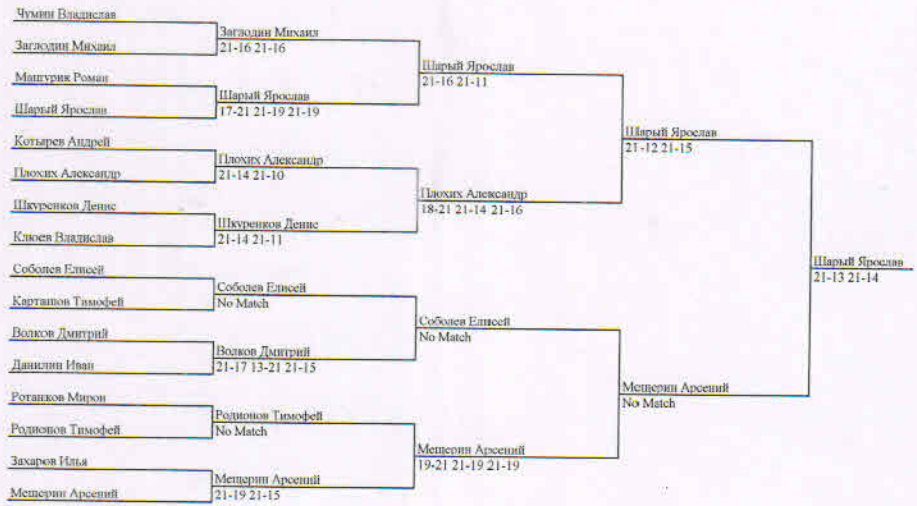 Чумин Владислав
Заглодин Михаил
Заглодин Михаил
21-16 21-16
Шарый Ярослав
21-16 21-11
Машурик Роман
Шарый Ярослав
17-21 21-19 21-19
Шарый Ярослав
Шарый Ярослав
21-12 21-15
Котырев Андрей
Плохих Александр
21-14 21-10
Плохих Александр
Плохих Александр
18-21 21-14 21-16
Шкуренков Денис
Шкуренков Денис
21-14 21-11
Клюев Владислав
Шарый Ярослав
21-13 21-14
Соболев Елисей
Соболев Елисей
No Match
Карташов Тимофей
Соболев Елисей
No Match
Волков Дмитрий
Волков Дмитрий
21-17 13-21 21-15
Данилин Иван
Мещерин Арсений
No Match
Ротанков Мирон
Родионов Тимофей
No Match
Родионов Тимофей
Мещерин Арсений
19-21 21-19 21-19
Захаров Илья
Мещерин Арсений
21-19 21-15
Мещерин Арсений